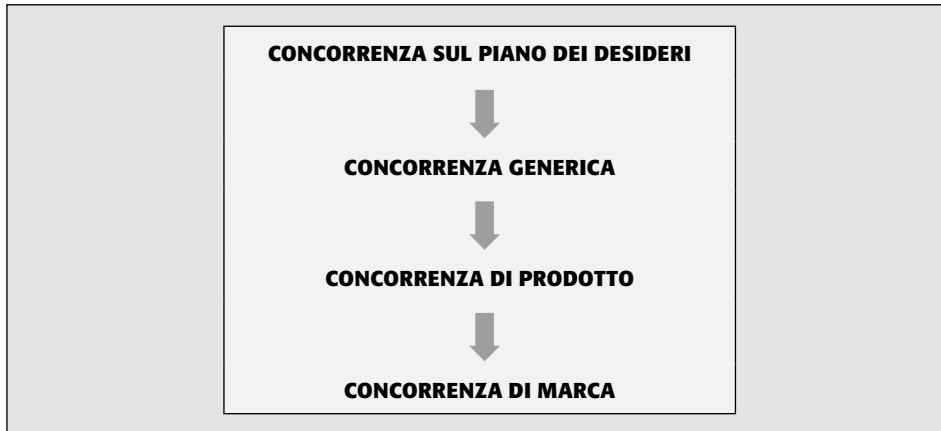 CONCORRENZA SUL PIANO DEI DESIDERI
CONCORRENZA GENERICA
CONCORRENZA DI PRODOTTO
CONCORRENZA DI MARCA